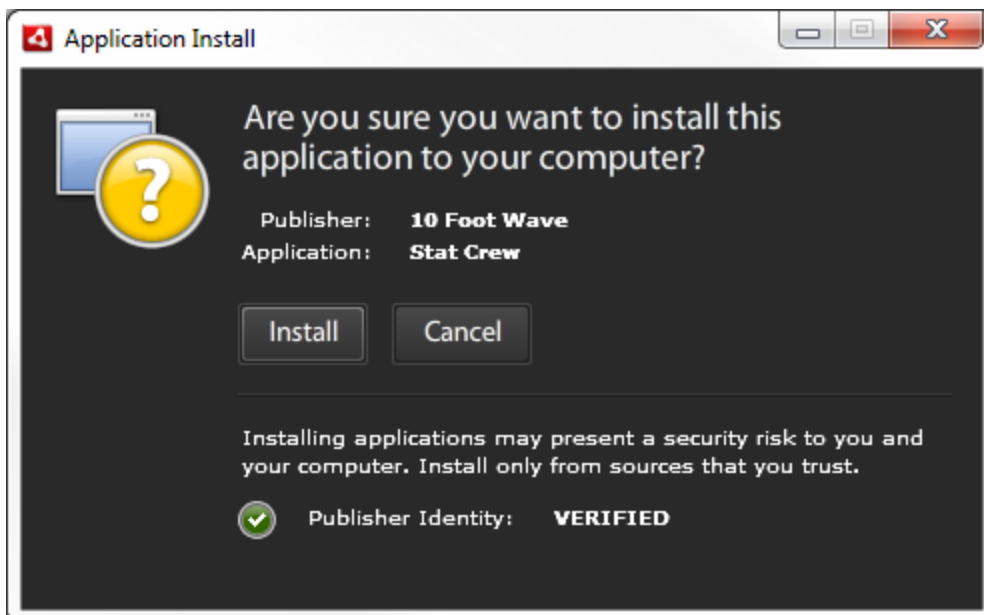 Application Install
Are you sure you want to install this
application to your computer?
Publisher: 10 Foot Wave
Application: Stat Crew
Install Cancel
Installing applications may present a security risk to you and
your computer. Install only from sources that you trust.
Publisher Identity: VERIFIED